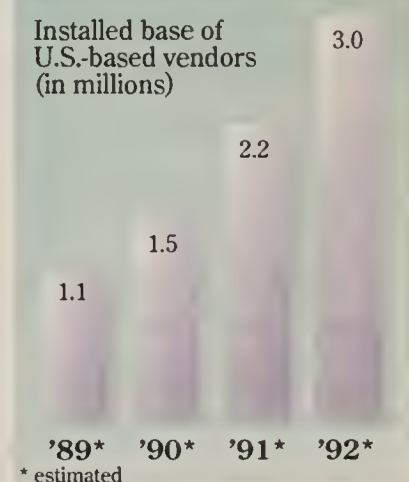 Installed base of
U.S.-based vendors
(in millions)
3.0
2.2
1.5
1.1
’89* ’90* ’91* ’92*
* estimated